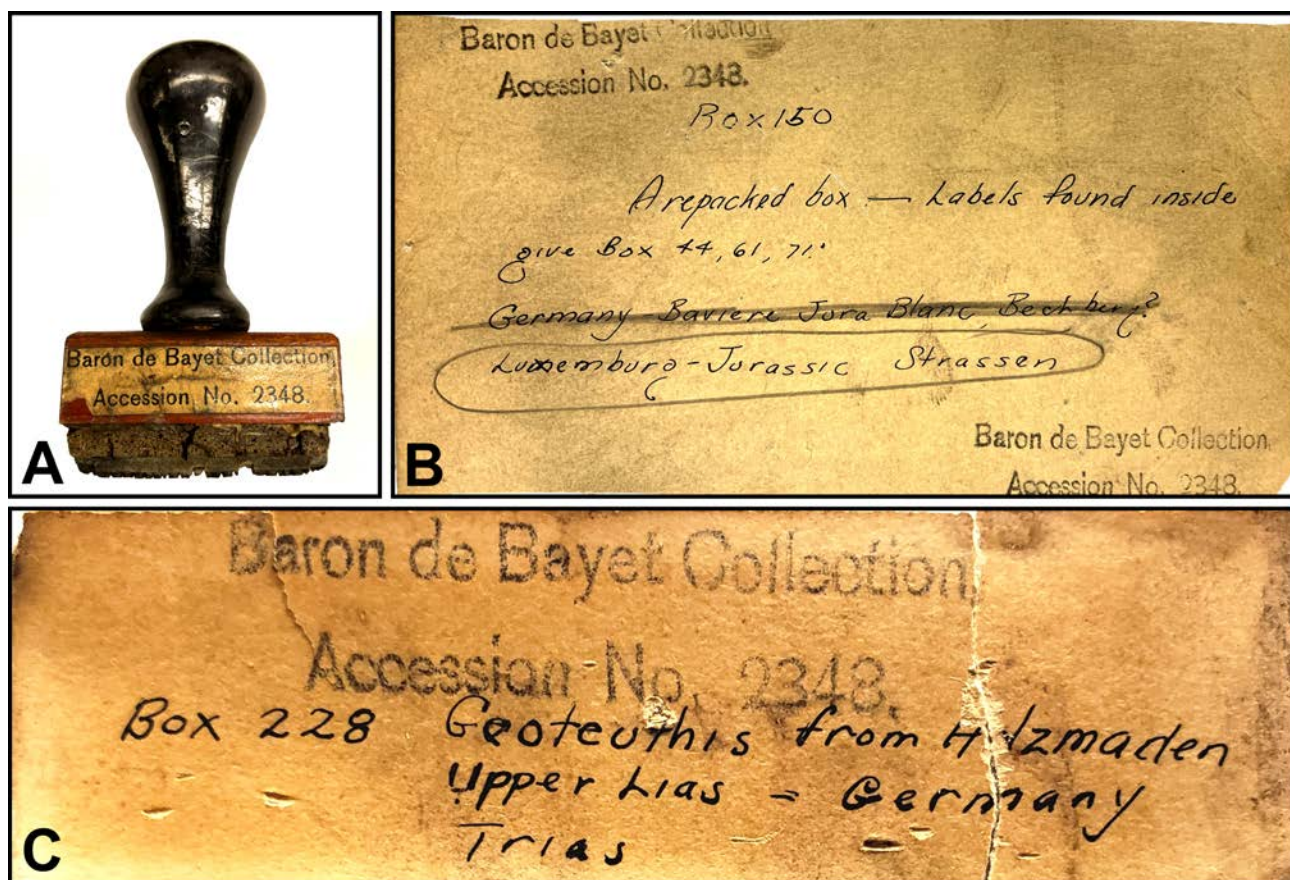 Baron de Bayet Collection,
Accession No. 2348.
A
Baron de Bayet Collection
Accession No. 2348.
Box 150
A repacked box — Labels found inside
give Box 44, 61, 71.
Germany - Baviere Jura Blanc, Beckberg?
Luxemburg - Jurassic Strassen
Baron de Bayet Collection
Accession No. 2348.
B
Baron de Bayet Collection,
Accession No. 2348.
Box 228 Geoteuthis from Holzmaden
Upper Lias = Germany
Trias
C